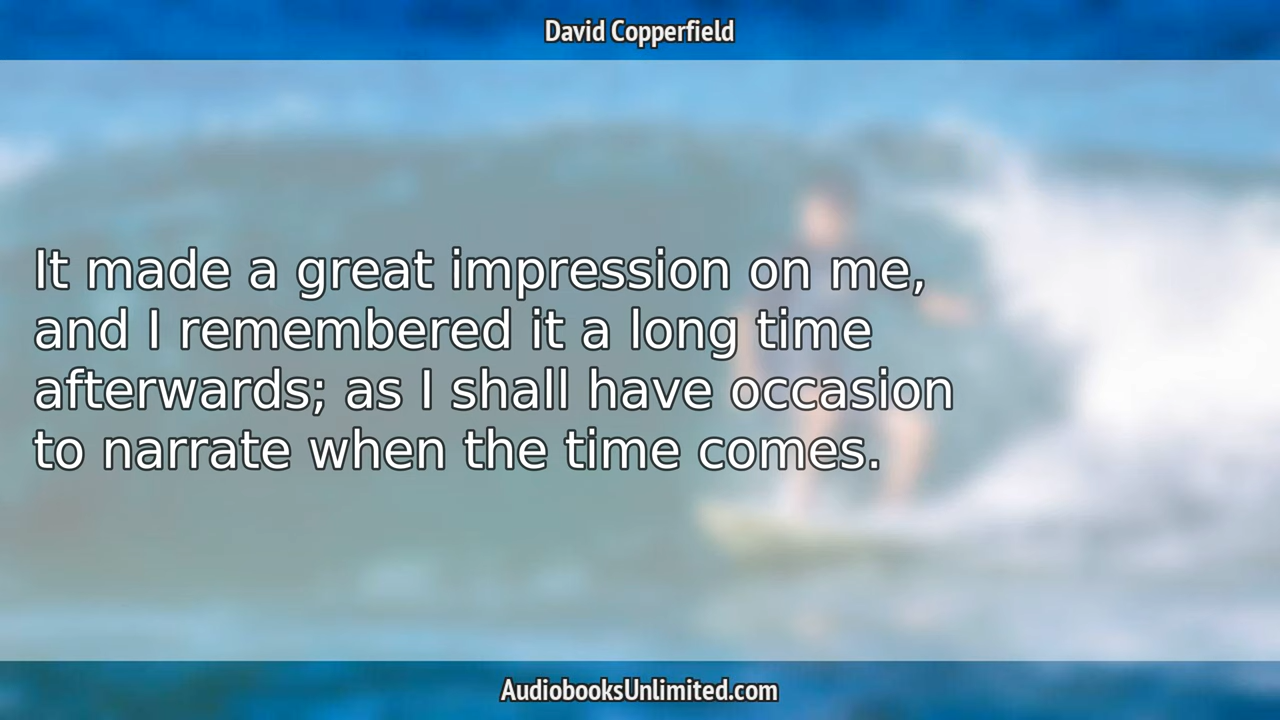 David Copperfield
It made a great impression on me,
and I remembered it a long time
afterwards; as I shall have occasion
to narrate when the time comes.
AudiobooksUnlimited.com